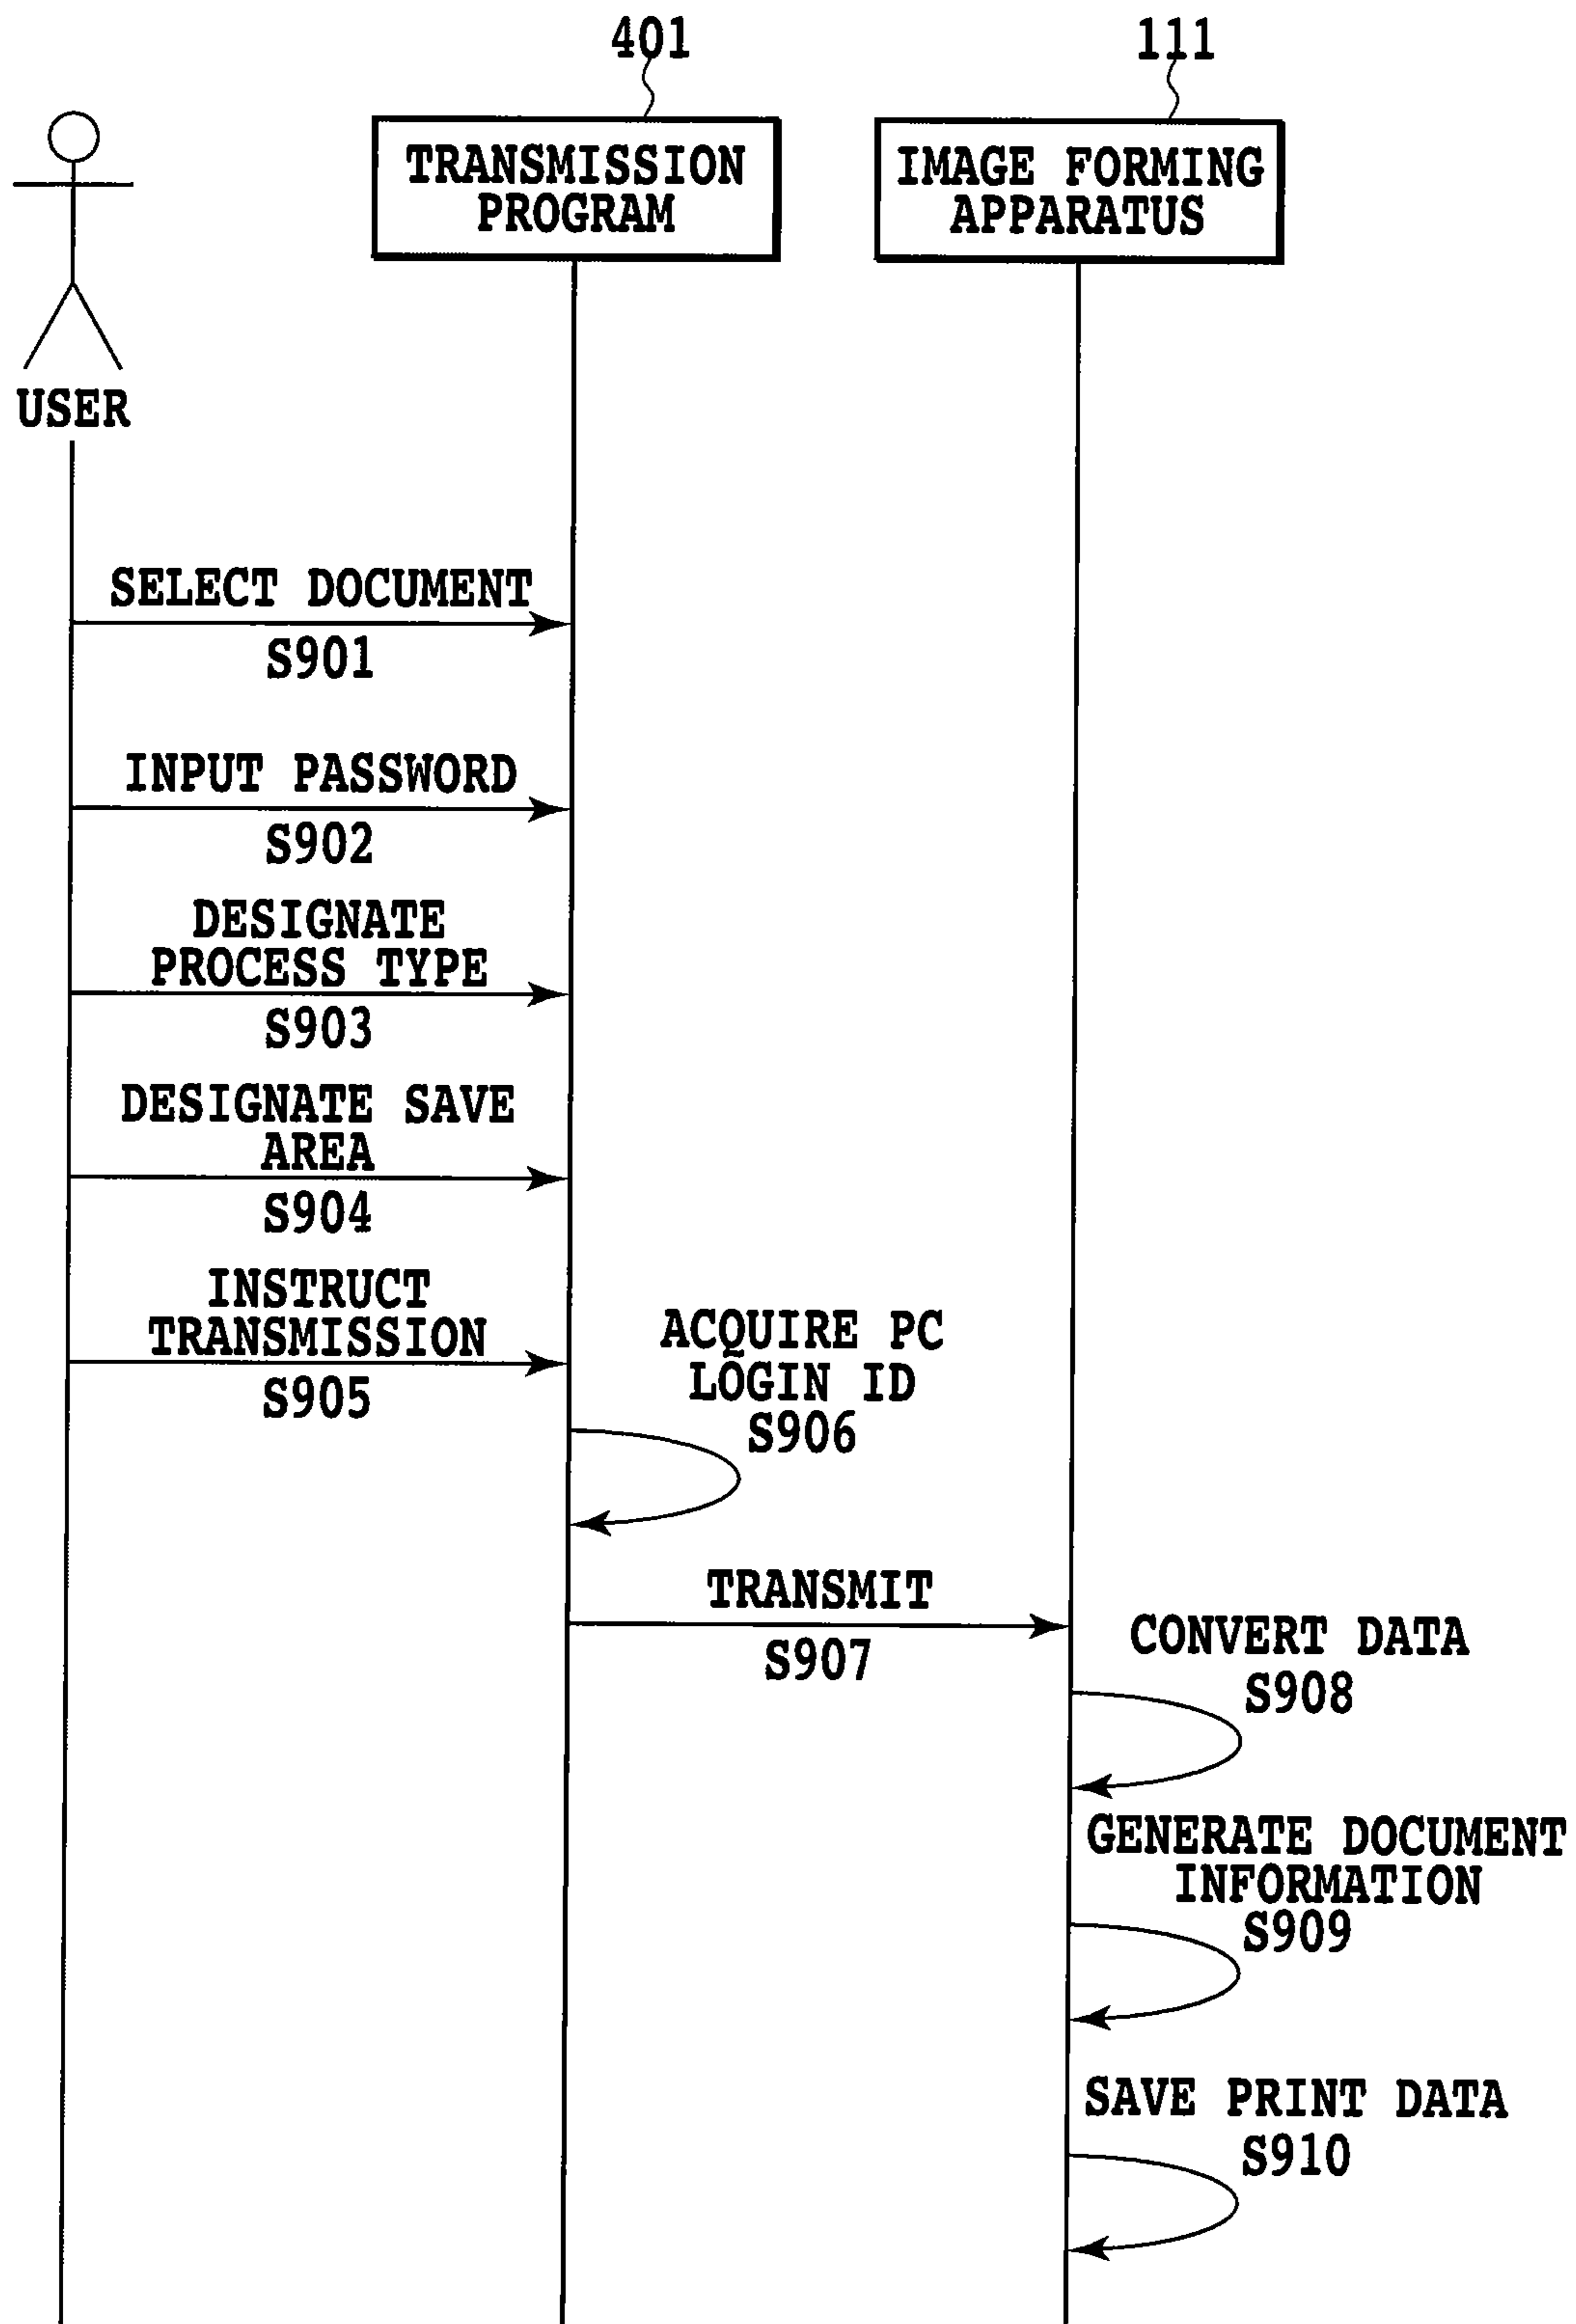 401
111
TRANSMISSION
PROGRAM
IMAGE FORMING
APPARATUS
USER
SELECT DOCUMENT
S901
INPUT PASSWORD
S902
DESIGNATE
PROCESS TYPE
S903
DESIGNATE SAVE
AREA
S904
INSTRUCT
TRANSMISSION
S905
ACQUIRE PC
LOGIN ID
S906
TRANSMIT
S907
CONVERT DATA
S908
GENERATE DOCUMENT
INFORMATION
S909
SAVE PRINT DATA
S910